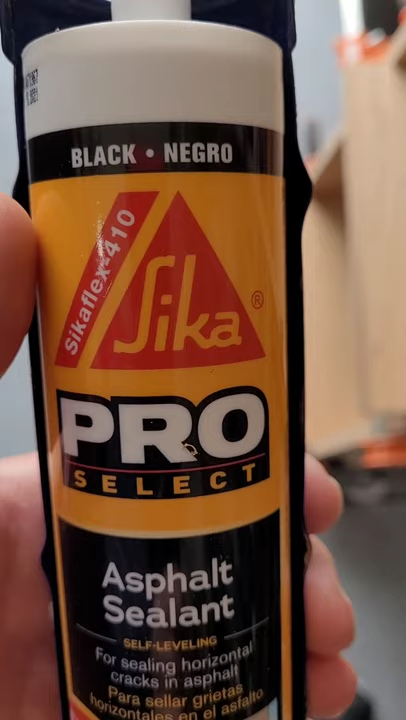 BLACK • NEGRO
Sikaflex-410
Sika®
PRO
SELECT
Asphalt
Sealant
SELF-LEVELING
For sealing horizontal
cracks in asphalt
Para sellar grietas
horizontales en el asfalto